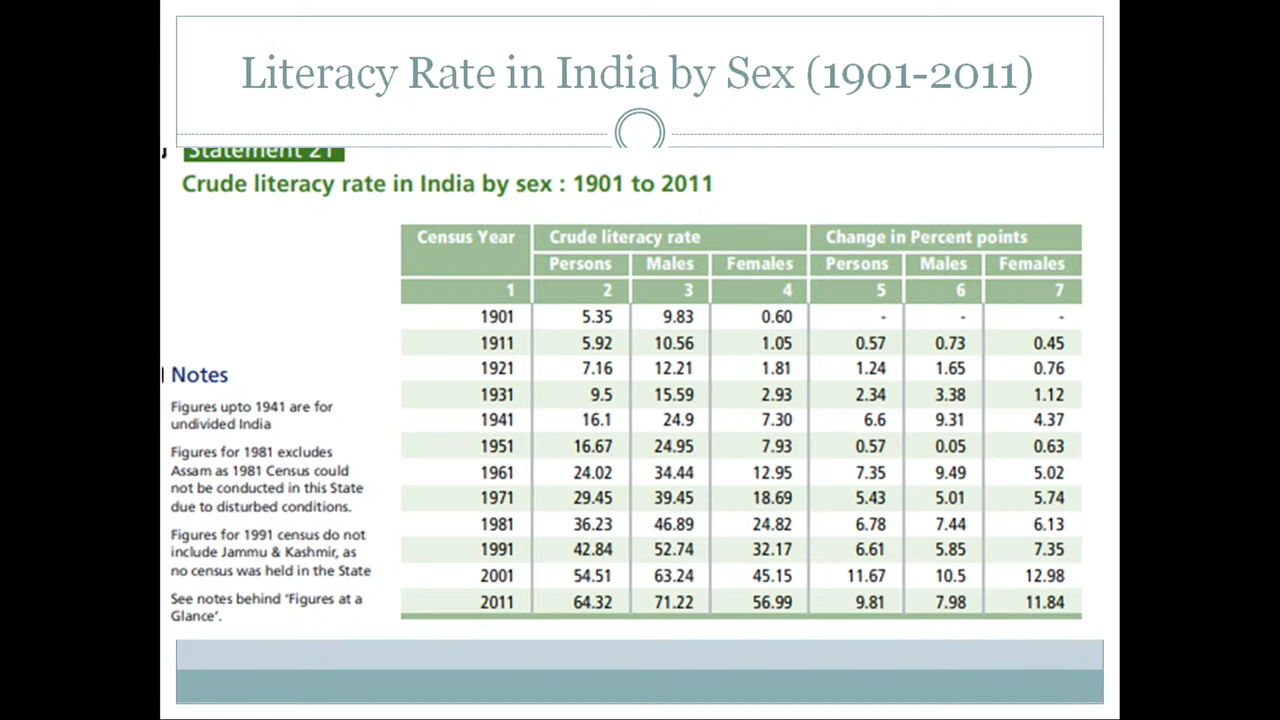 Literacy Rate in India by Sex (1901-2011)
Statement 21
Crude literacy rate in India by sex : 1901 to 2011
Census Year Crude literacy rate Change in Percent points
Persons Males Females Persons Males Females
1 2 3 4 5 6 7
1901 5.35 9.83 0.60 - - -
1911 5.92 10.56 1.05 0.57 0.73 0.45
1921 7.16 12.21 1.81 1.24 1.65 0.76
1931 9.5 15.59 2.93 2.34 3.38 1.12
1941 16.1 24.9 7.30 6.6 9.31 4.37
1951 16.67 24.95 7.93 0.57 0.05 0.63
1961 24.02 34.44 12.95 7.35 9.49 5.02
1971 29.45 39.45 18.69 5.43 5.01 5.74
1981 36.23 46.89 24.82 6.78 7.44 6.13
1991 42.84 52.74 32.17 6.61 5.85 7.35
2001 54.51 63.24 45.15 11.67 10.5 12.98
2011 64.32 71.22 56.99 9.81 7.98 11.84
Notes
Figures upto 1941 are for
undivided India
Figures for 1981 excludes
Assam as 1981 Census could
not be conducted in this State
due to disturbed conditions.
Figures for 1991 census do not
include Jammu & Kashmir, as
no census was held in the State
See notes behind ‘Figures at a
Glance’.